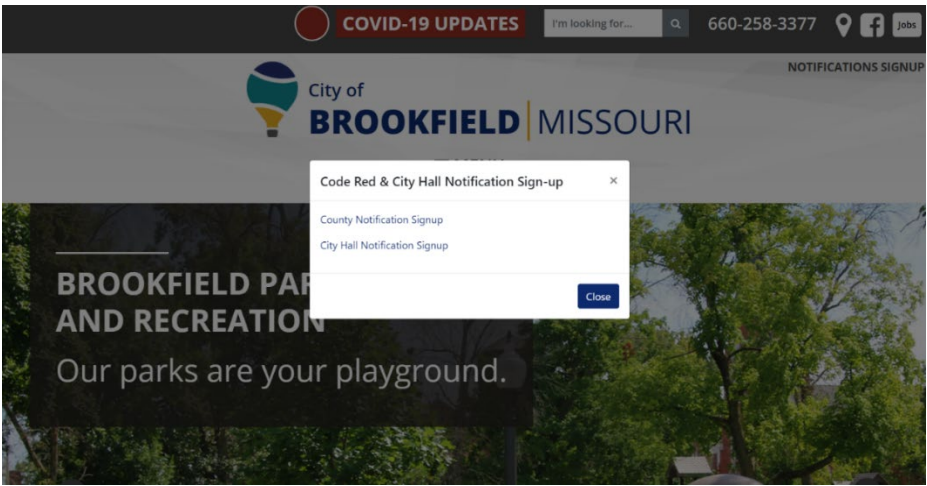 COVID-19 UPDATES
I'm looking for...
660-258-3377
Jobs
NOTIFICATIONS SIGNUP
City of
BROOKFIELD MISSOURI
Code Red & City Hall Notification Sign-up ×
County Notification Signup
City Hall Notification Signup
Close
BROOKFIELD PAR
AND RECREATION
Our parks are your playground.